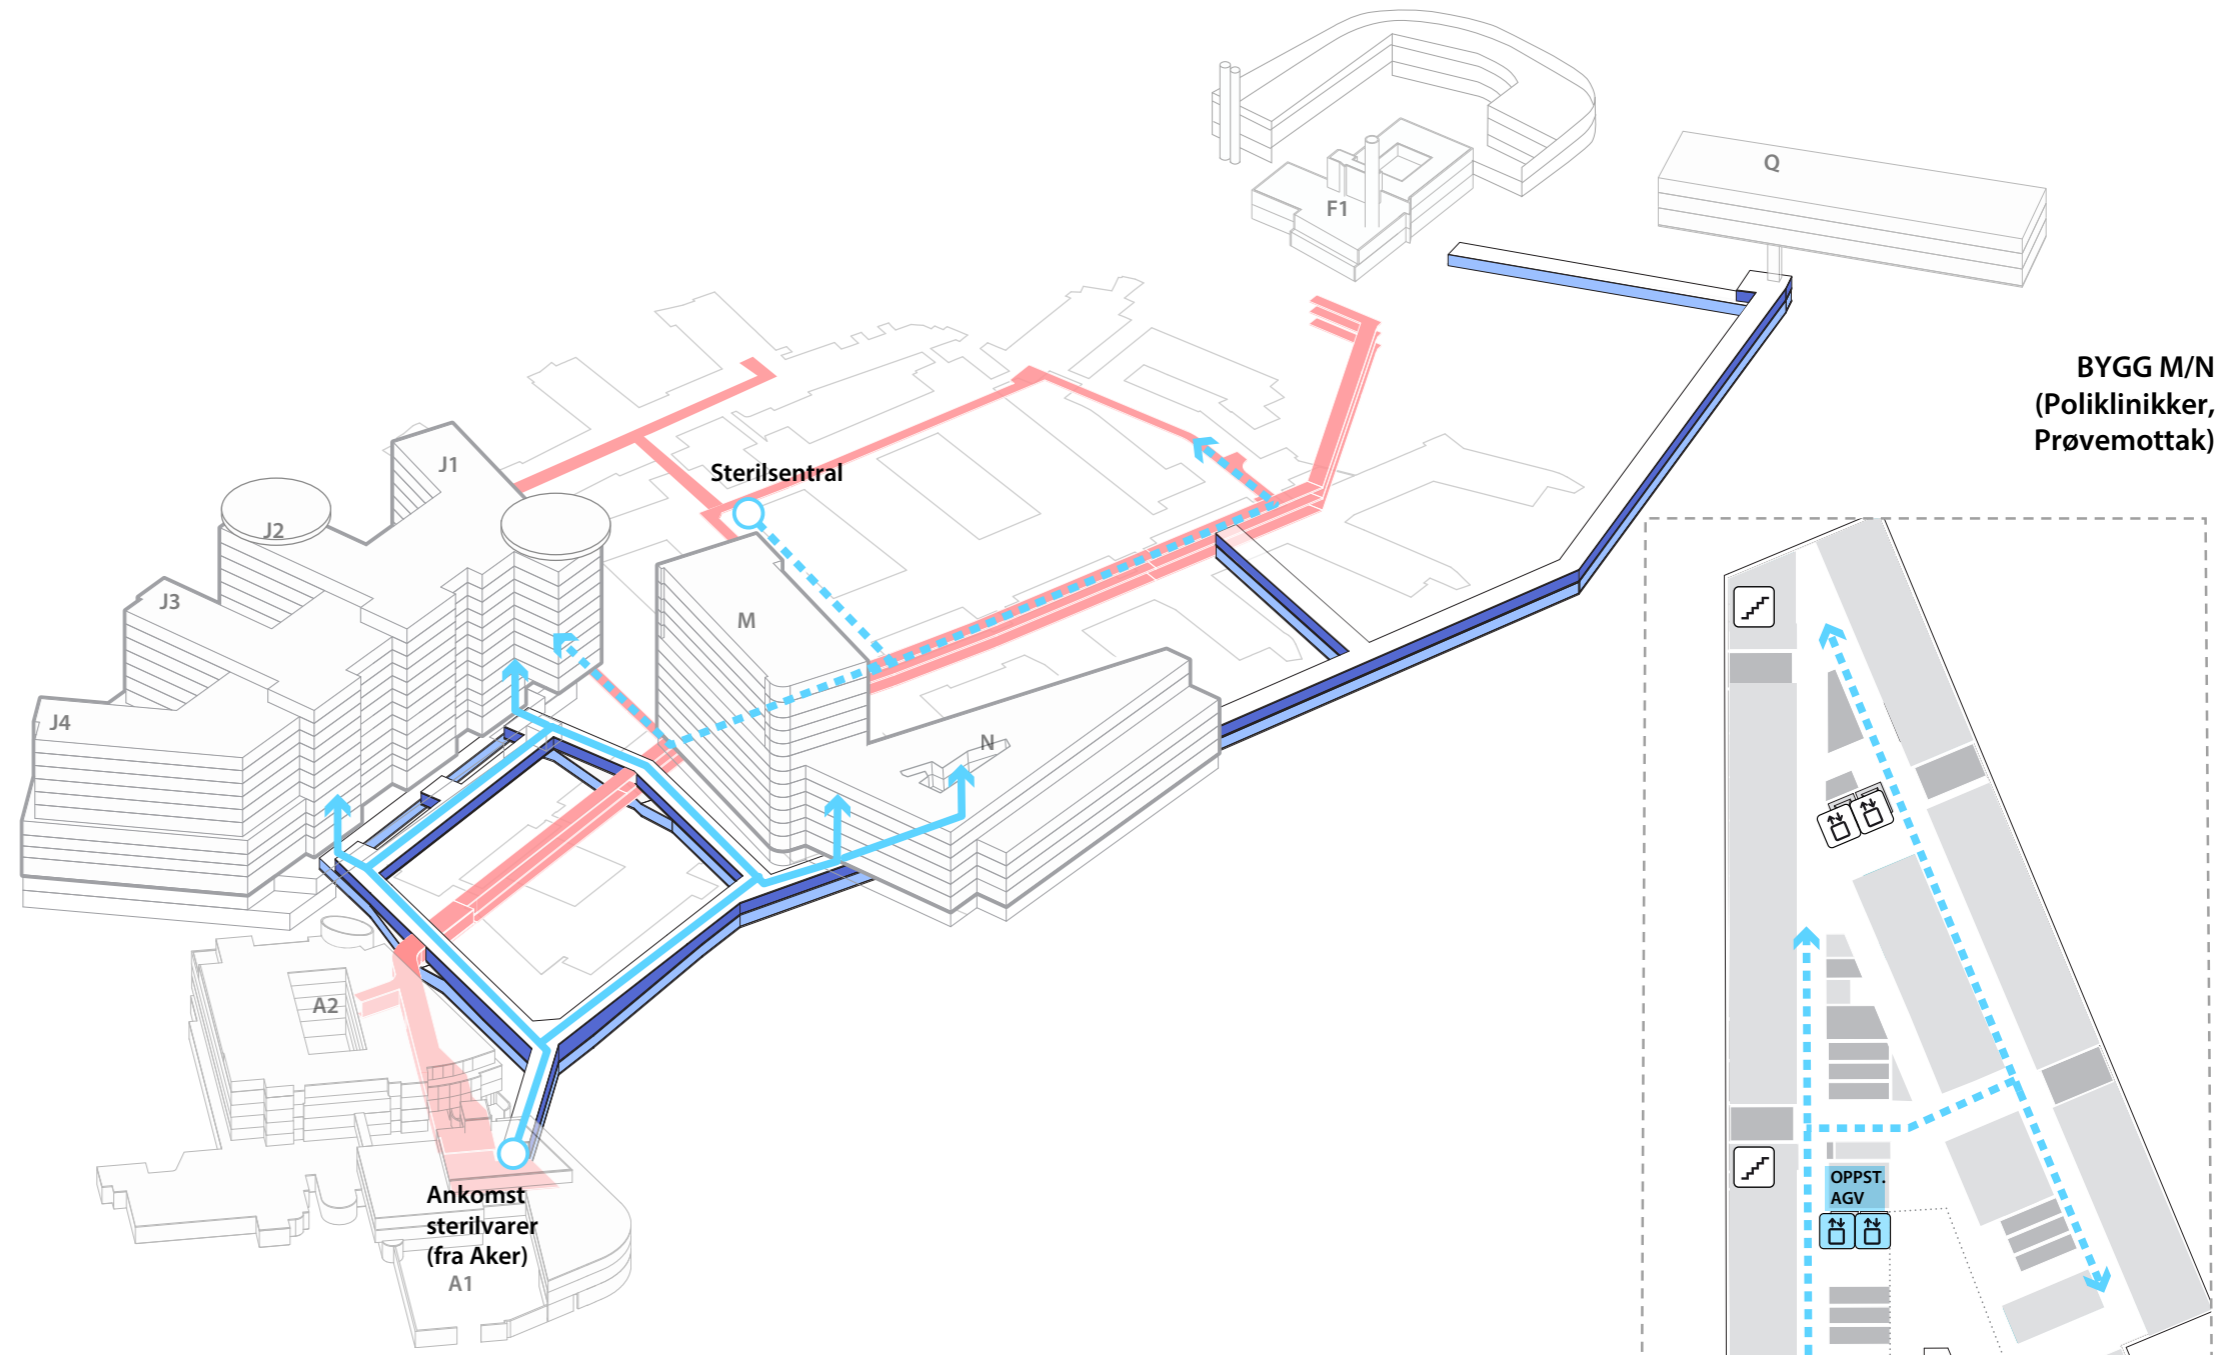 Q
F1
BYGG M/N
(Poliklinikker,
Prøvemottak)
J1
Sterilsentral
J2
J3
M
J4
N
A2
OPPST.
AGV
Ankomst
sterilvarer
(fra Aker)
A1